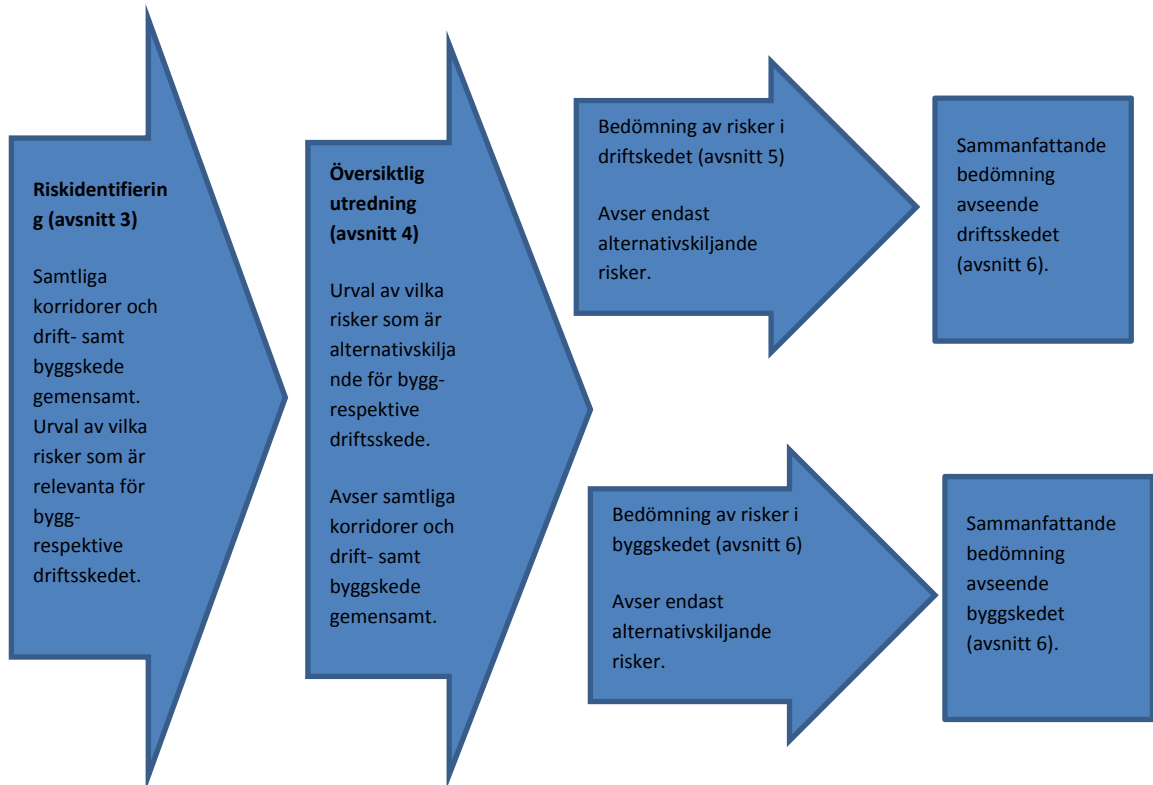 Riskidentifierin
g (avsnitt 3)
Samtliga
korridorer och
drift- samt
byggskede
gemensamt.
Urval av vilka
risker som är
relevanta för
bygg-
respektive
driftsskedet.
Översiktlig
utredning
(avsnitt 4)
Urval av vilka
risker som är
alternativskilja
nde för bygg-
respektive
driftsskede.
Avser samtliga
korridorer och
drift- samt
byggskede
gemensamt.
Bedömning av risker i
driftskedet (avsnitt 5)
Avser endast
alternativskiljande
risker.
Sammanfattande
bedömning
avseende
driftsskedet
(avsnitt 6).
Bedömning av risker i
byggskedet (avsnitt 6)
Avser endast
alternativskiljande
risker.
Sammanfattande
bedömning
avseende
byggskedet
(avsnitt 6).